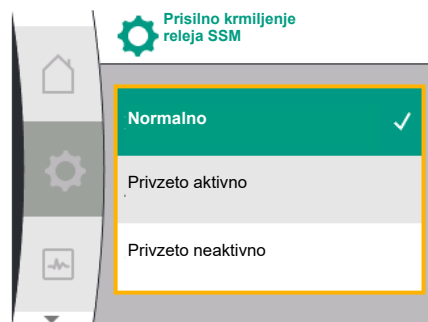 Prisilno krmiljenje
releja SSM
Normalno
Privzeto aktivno
Privzeto neaktivno